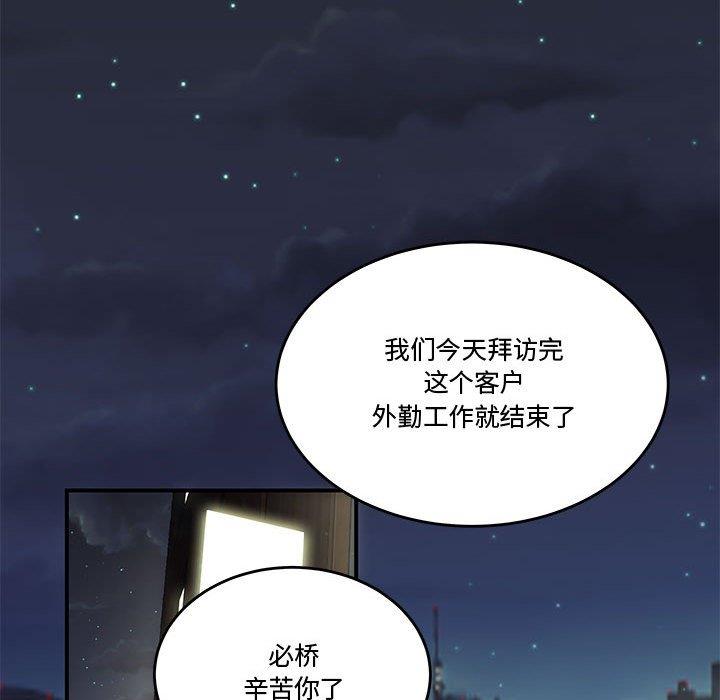 我们今天拜访完
这个客户
外勤工作就结束了
必桥
辛苦你了